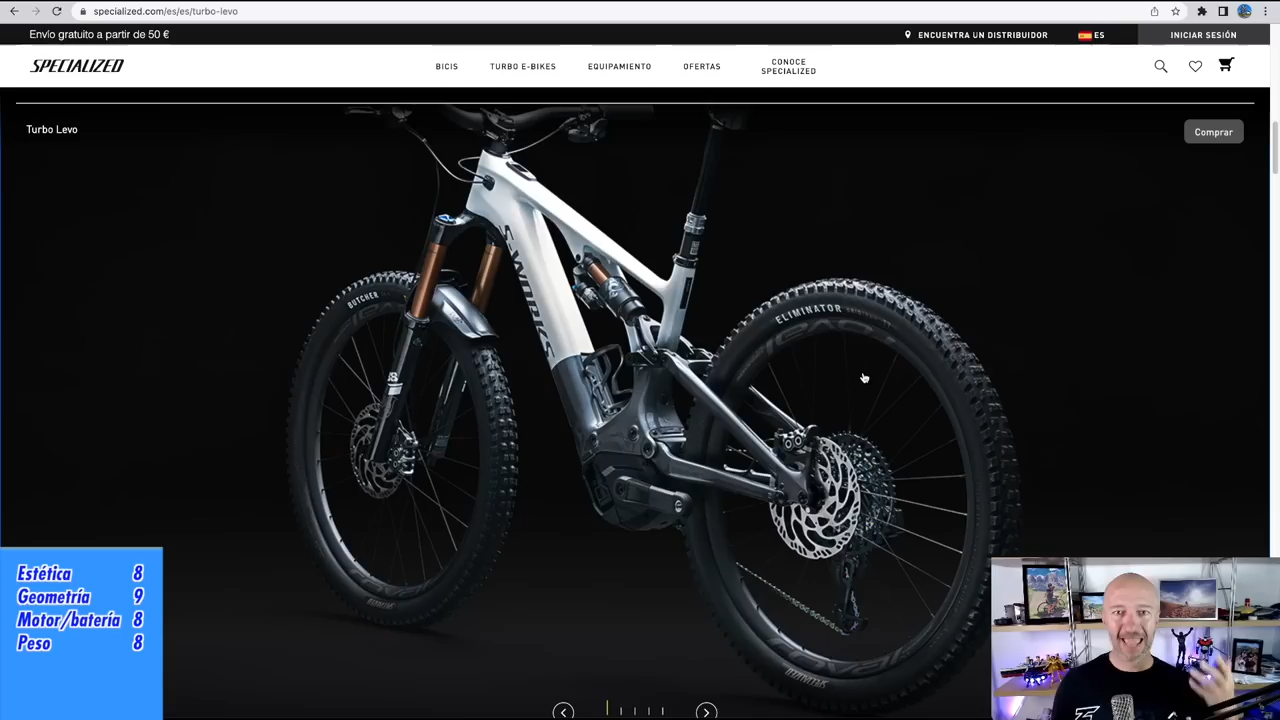 specialized.com/es/es/turbo-levo
Envío gratuito a partir de 50 €
ENCUENTRA UN DISTRIBUIDOR
ES
INICIAR SESIÓN
SPECIALIZED
BICIS
TURBO E-BIKES
EQUIPAMIENTO
OFERTAS
CONOCE
SPECIALIZED
Turbo Levo
Comprar
S-WORKS
BUTCHER
ELIMINATOR
Estética 8
Geometría 9
Motor/batería 8
Peso 8